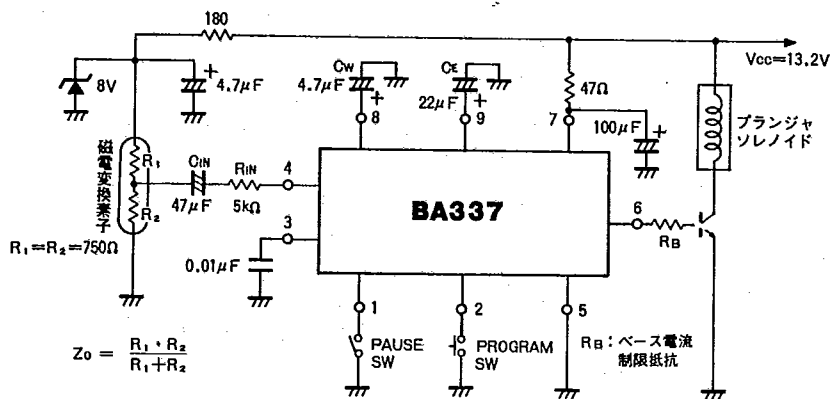 180
Vcc=13.2V
8V
4.7μF
CW
4.7μF
8
CE
22μF
9
47Ω
7
100μF
プランジャ
ソレノイド
磁電変換素子
R1
R2
CIN
47μF
RIN
5kΩ
4
3
BA337
6
RB
R1=R2=750Ω
0.01μF
1
2
5
PAUSE
SW
PROGRAM
SW
RB:ベース電流
制限抵抗
Z0 = R1・R2 / R1+R2